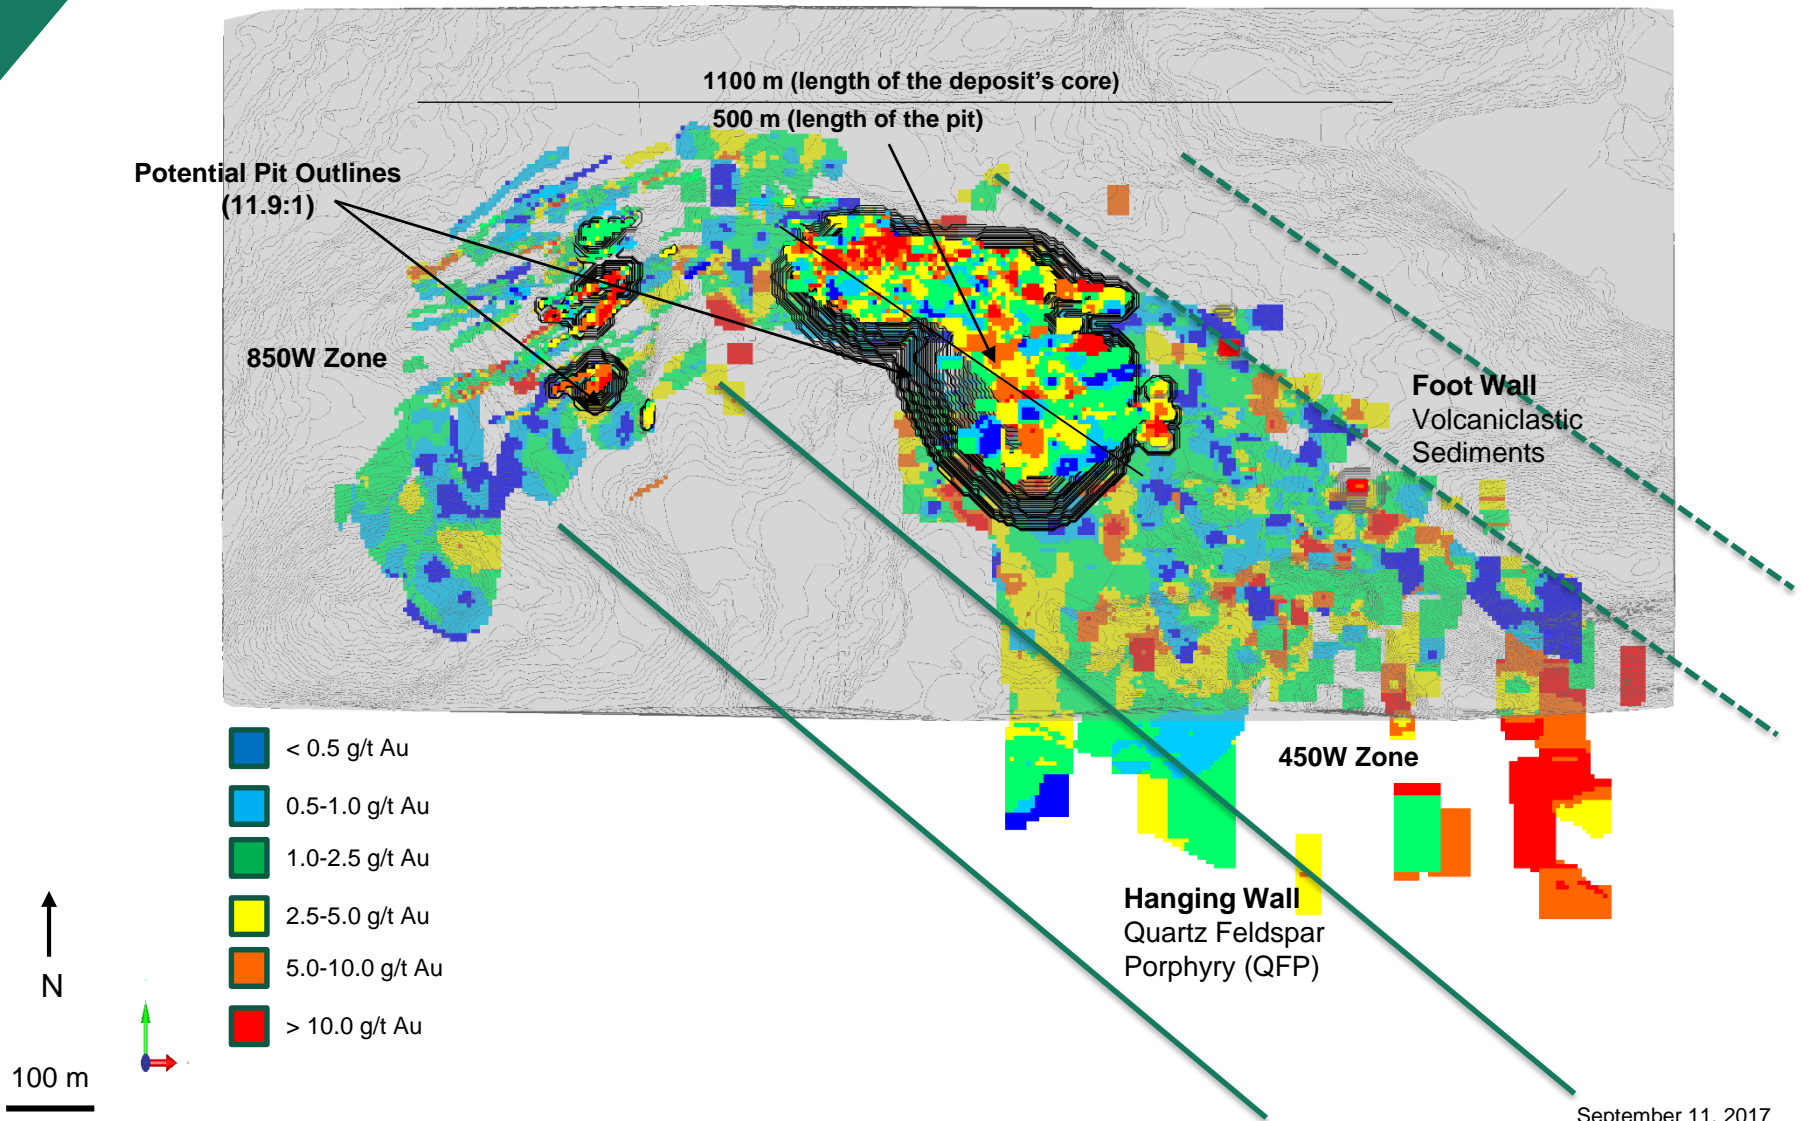 1100 m (length of the deposit's core)
500 m (length of the pit)
Potential Pit Outlines
(11.9:1)
850W Zone
Foot Wall
Volcaniclastic
Sediments
450W Zone
Hanging Wall
Quartz Feldspar
Porphyry (QFP)
< 0.5 g/t Au
0.5-1.0 g/t Au
1.0-2.5 g/t Au
2.5-5.0 g/t Au
5.0-10.0 g/t Au
> 10.0 g/t Au
N
100 m
September 11, 2017